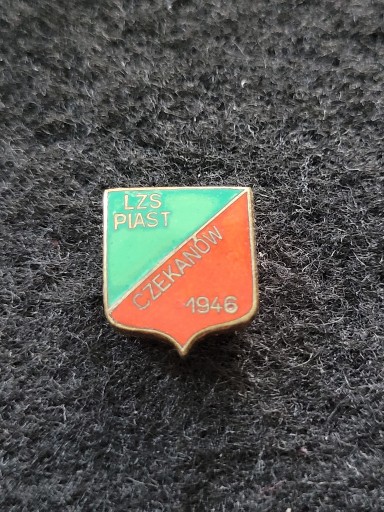 LZS
PIAST
CZEKANÓW
1946